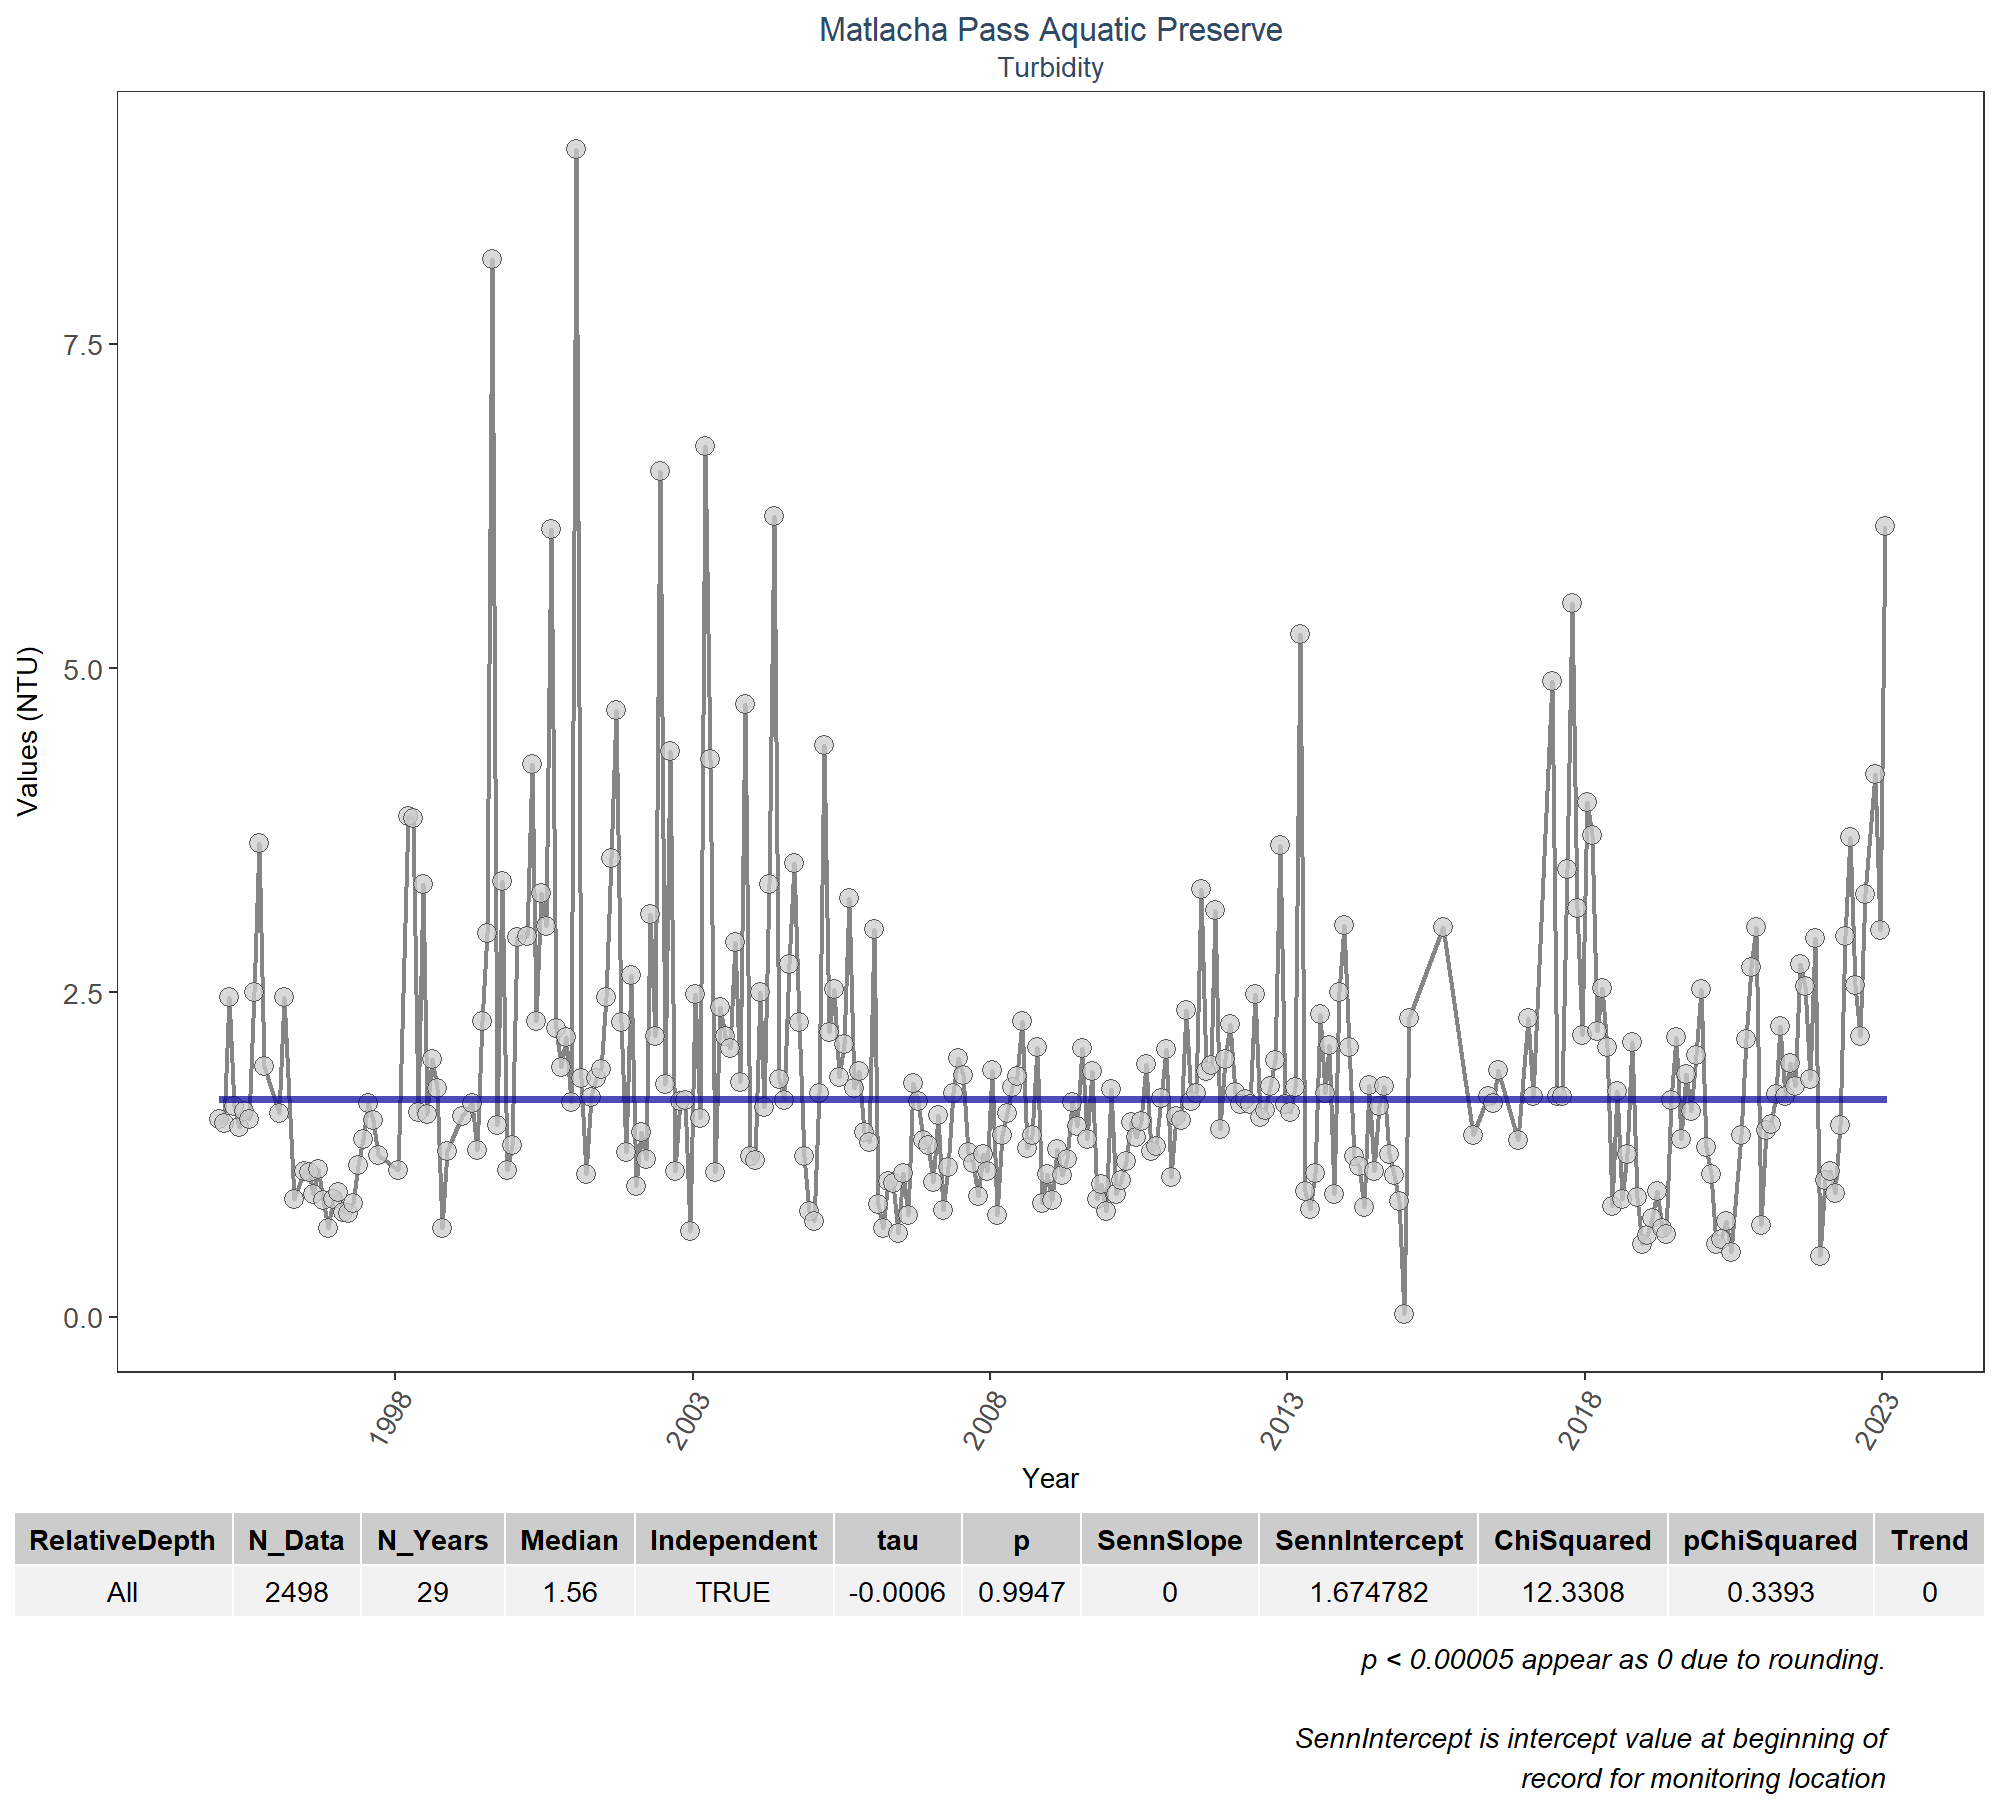 Matlacha Pass Aquatic Preserve
Turbidity
Values (NTU)
7.5
5.0
2.5
0.0
1998 2003 2008 2013 2018 2023
Year
RelativeDepth N_Data N_Years Median Independent tau p SennSlope SennIntercept ChiSquared pChiSquared Trend
All 2498 29 1.56 TRUE -0.0006 0.9947 0 1.674782 12.3308 0.3393 0
p < 0.00005 appear as 0 due to rounding.
SennIntercept is intercept value at beginning of
record for monitoring location